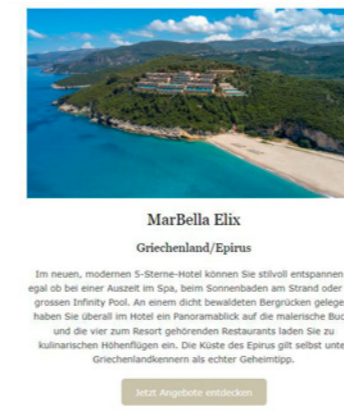 MarBella Elix
Griechenland/Epirus
Im neuen, modernen 5-Sterne-Hotel können Sie stilvoll entspannen
egal ob bei einer Auszeit im Spa, beim Sonnenbaden am Strand oder
grossen Infinity Pool. An einem dicht bewaldeten Bergrücken gelege
haben Sie überall im Hotel ein Panoramablick auf die malerische Buc
und die vier zum Resort gehörenden Restaurants laden Sie zu
kulinarischen Höhenflügen ein. Die Küste des Epirus gilt selbst unte
Griechenlandkennern als echter Geheimtipp.
Jetzt Angebote entdecken